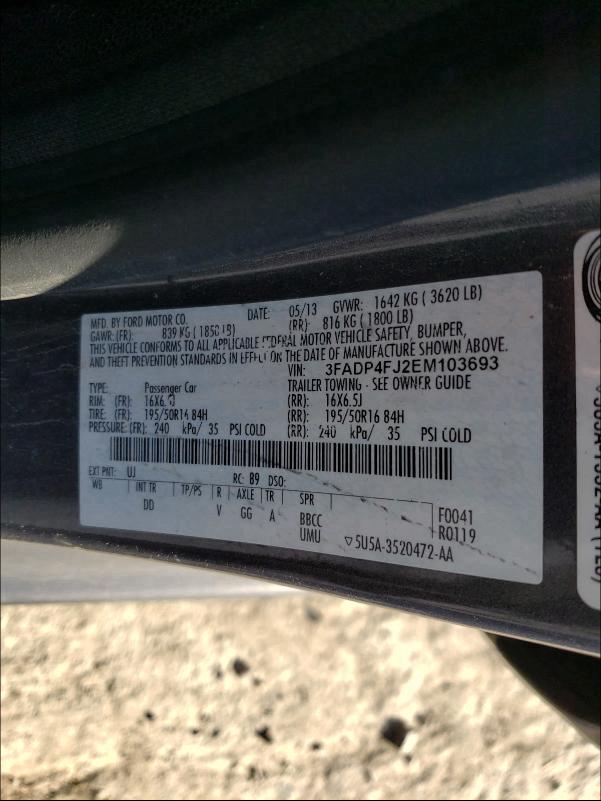 MFD. BY FORD MOTOR CO.
DATE: 05/13 GVWR: 1642 KG ( 3620 LB)
GAWR: (FR): 839 KG ( 1850 LB) (RR): 816 KG ( 1800 LB)
THIS VEHICLE CONFORMS TO ALL APPLICABLE FEDERAL MOTOR VEHICLE SAFETY, BUMPER,
AND THEFT PREVENTION STANDARDS IN EFFECT ON THE DATE OF MANUFACTURE SHOWN ABOVE.
VIN: 3FADP4FJ2EM103693
TYPE: Passenger Car TRAILER TOWING - SEE OWNER GUIDE
RIM: (FR): 16X6.5J (RR): 16X6.5J
TIRE: (FR): 195/50R16 84H (RR): 195/50R16 84H
PRESSURE: (FR): 240 kPa/ 35 PSI COLD (RR): 240 kPa/ 35 PSI COLD
EXT PNT: UJ RC: 89 DSO:
WB INT TR TP/PS R AXLE TR SPR
DD V GG A BBCC F0041
UMU R0119
▽5U5A-3520472-AA